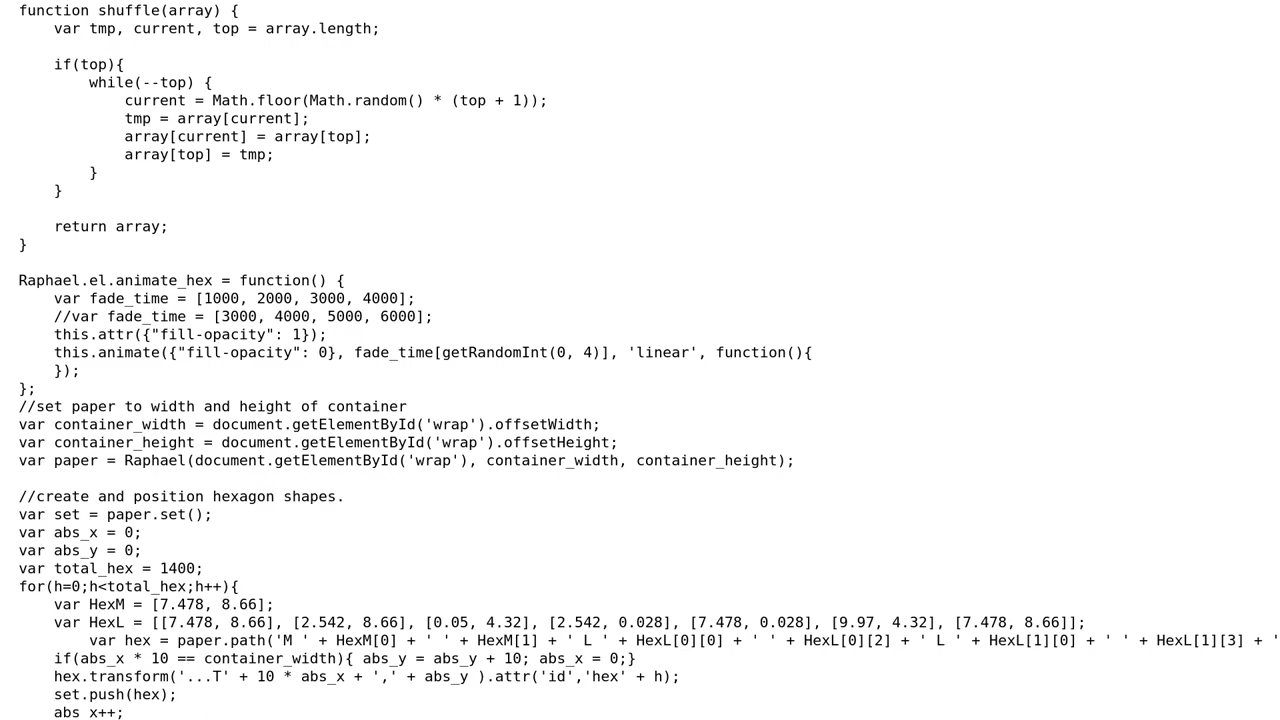 function shuffle(array) {
    var tmp, current, top = array.length;

    if(top){
        while(--top) {
            current = Math.floor(Math.random() * (top + 1));
            tmp = array[current];
            array[current] = array[top];
            array[top] = tmp;
        }
    }

    return array;
}

Raphael.el.animate_hex = function() {
    var fade_time = [1000, 2000, 3000, 4000];
    //var fade_time = [3000, 4000, 5000, 6000];
    this.attr({"fill-opacity": 1});
    this.animate({"fill-opacity": 0}, fade_time[getRandomInt(0, 4)], 'linear', function(){
    });
};
//set paper to width and height of container
var container_width = document.getElementById('wrap').offsetWidth;
var container_height = document.getElementById('wrap').offsetHeight;
var paper = Raphael(document.getElementById('wrap'), container_width, container_height);

//create and position hexagon shapes.
var set = paper.set();
var abs_x = 0;
var abs_y = 0;
var total_hex = 1400;
for(h=0;h<total_hex;h++){
    var HexM = [7.478, 8.66];
    var HexL = [[7.478, 8.66], [2.542, 8.66], [0.05, 4.32], [2.542, 0.028], [7.478, 0.028], [9.97, 4.32], [7.478, 8.66]];
        var hex = paper.path('M ' + HexM[0] + ' ' + HexM[1] + ' L ' + HexL[0][0] + ' ' + HexL[0][2] + ' L ' + HexL[1][0] + ' ' + HexL[1][3] + '
    if(abs_x * 10 == container_width){ abs_y = abs_y + 10; abs_x = 0;}
    hex.transform('...T' + 10 * abs_x + ',' + abs_y ).attr('id','hex' + h);
    set.push(hex);
    abs_x++;